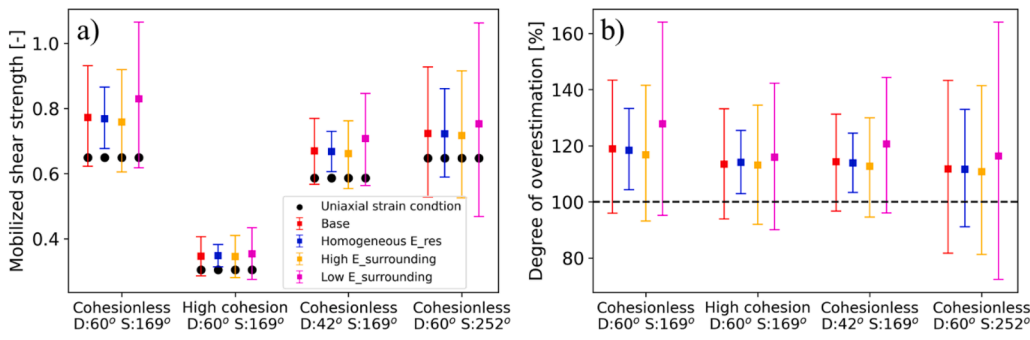 a)
Mobilized shear strength [-]
1.0
0.8
0.6
0.4
Uniaxial strain condtion
Base
Homogeneous E_res
High E_surrounding
Low E_surrounding
Cohesionless High cohesion Cohesionless Cohesionless
D:60° S:169° D:60° S:169° D:42° S:169° D:60° S:252°
b)
Degree of overestimation [%]
160
140
120
100
80
Cohesionless High cohesion Cohesionless Cohesionless
D:60° S:169° D:60° S:169° D:42° S:169° D:60° S:252°